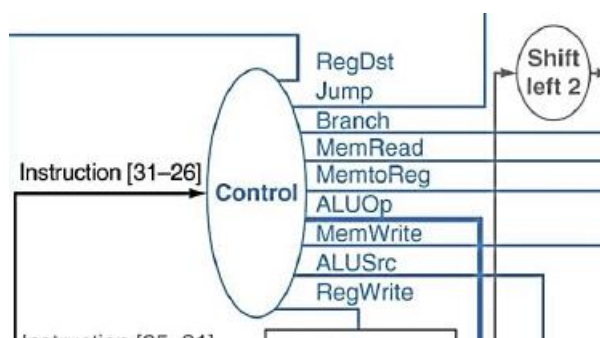 RegDst
Shift
left 2
Jump
Branch
MemRead
Instruction [31–26]
MemtoReg
Control
ALUOp
MemWrite
ALUSrc
RegWrite